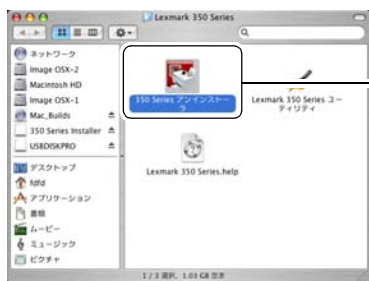 Lexmark 350 Series
ネットワーク
Image OSX-2
Macintosh HD
Image OSX-1
Mac_Builds
350 Series Installer
USBDISKPRO
デスクトップ
fdfd
アプリケーション
書類
ムービー
ミュージック
ピクチャ
350 Series アンインストー
ラ
Lexmark 350 Series ユー
ティリティ
Lexmark 350 Series.help
1 / 3 選択、1.03 GB 空き